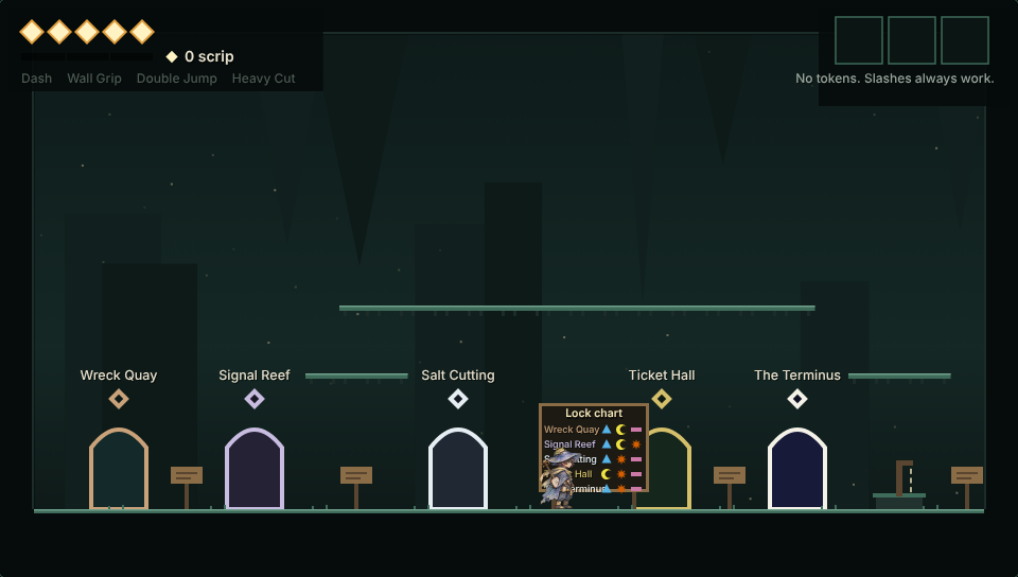 0 scrip
Dash Wall Grip Double Jump Heavy Cut
No tokens. Slashes always work.
Wreck Quay
Signal Reef
Salt Cutting
Ticket Hall
The Terminus
Lock chart
Wreck Quay
Signal Reef
Hall